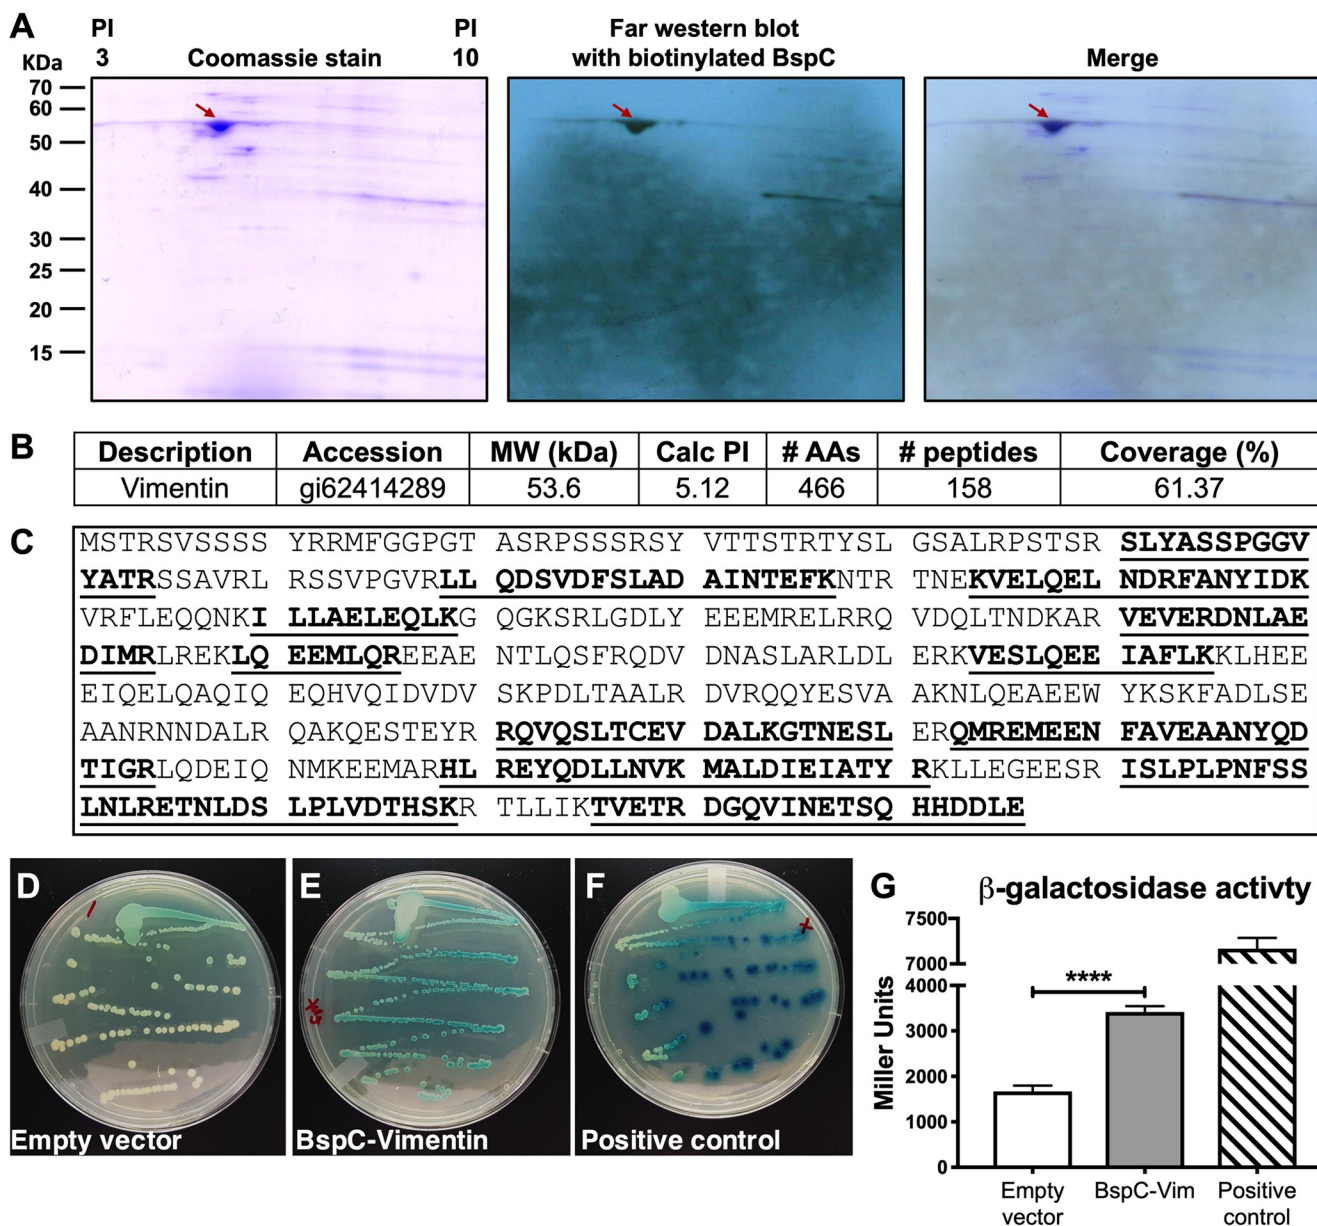 A
PI
3
PI
10
KDa
Coomassie stain
Far western blot
with biotinylated BspC
Merge
70
60
50
40
30
25
20
15
B
Description Accession MW (kDa) Calc PI # AAs # peptides Coverage (%)
Vimentin gi62414289 53.6 5.12 466 158 61.37
C
MSTRSVSSSS YRRMFGGPGT ASRPSSSRSY VTTSTRTYSL GSALRPSTSR SLYASSPGGV
YATRSSAVRL RSSVPGVRLL QDSVDFSLAD AINTEFKNTR TNEKVELQEL NDRFANYIDK
VRFLEQQNKI LLAELEQLKG QGKSRLGDLY EEEMRELRRQ VDQLTNDKAR VEVERDNLAE
DIMRLREKLQ EEMLQREEAE NTLQSFRQDV DNASLARLDL ERKVESLQEE IAFLKKLHEE
EIQELQAQIQ EQHVQIDVDV SKPDLTAALR DVRQQYESVA AKNLQEAEEW YKSKFADLSE
AANRNNDALR QAKQESTEYR RQVQSLTCEV DALKGTNESL ERQMREMEEN FAVEAANYQD
TIGRLQDEIQ NMKEEMARHL REYQDLLNVK MALDIEIATY RKLLEGEESR ISLPLPNFSS
LNLRETNLDS LPLVDTHSKR TLLIKTVETR DGQVINETSQ HHDDLE
D
Empty vector
E
BspC-Vimentin
F
Positive control
G
β-galactosidase activty
7500
7000
4000
3000
2000
1000
0
Miller Units
****
Empty
vector
BspC-Vim
Positive
control